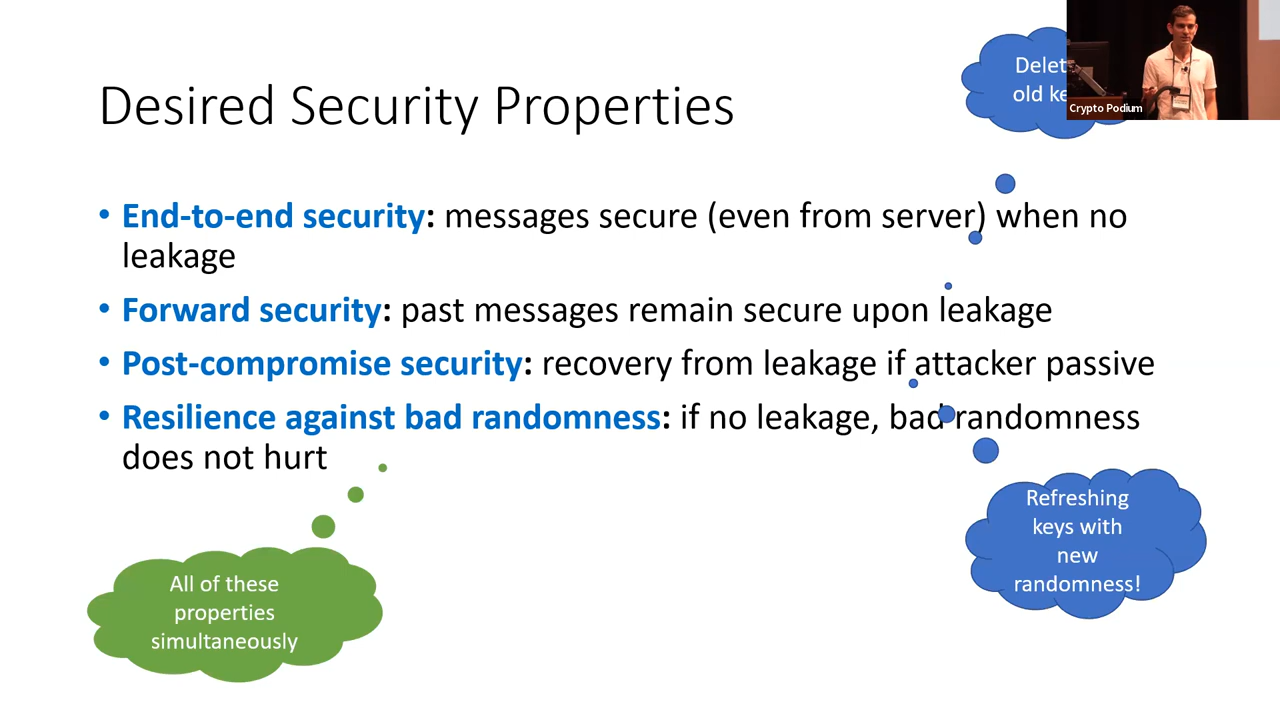 old
Crypto Podium
Desired Security Properties
• End-to-end security: messages secure (even from server) when no
leakage
• Forward security: past messages remain secure upon leakage
• Post-compromise security: recovery from leakage if attacker passive
• Resilience against bad randomness: if no leakage, bad randomness
does not hurt
Refreshing
keys with
new
randomness!
All of these
properties
simultaneously